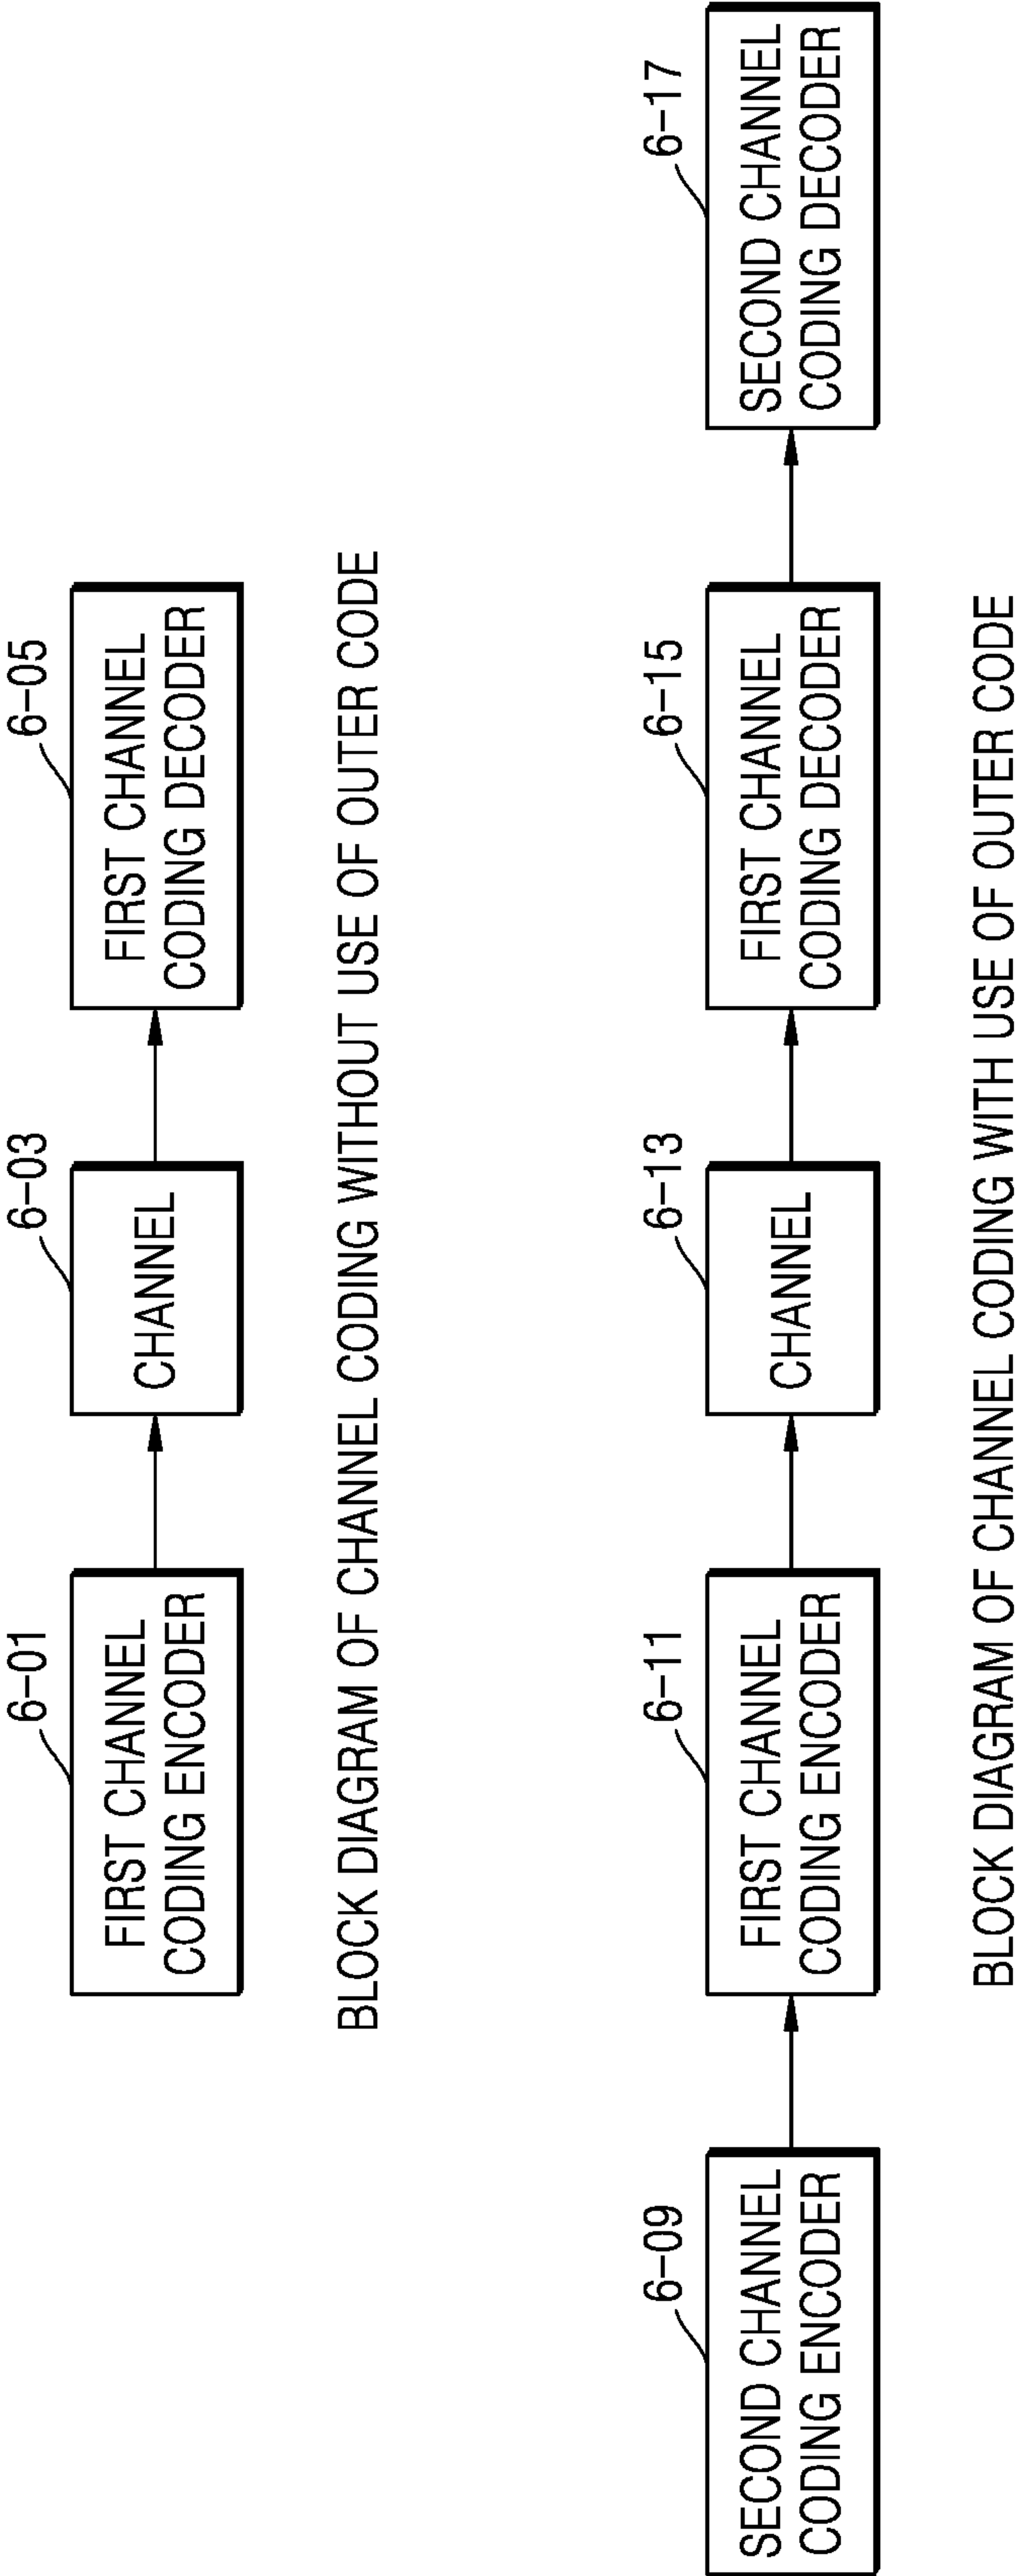 6-01
FIRST CHANNEL
CODING ENCODER
6-03
CHANNEL
6-05
FIRST CHANNEL
CODING DECODER
BLOCK DIAGRAM OF CHANNEL CODING WITHOUT USE OF OUTER CODE
6-09
SECOND CHANNEL
CODING ENCODER
6-11
FIRST CHANNEL
CODING ENCODER
6-13
CHANNEL
6-15
FIRST CHANNEL
CODING DECODER
6-17
SECOND CHANNEL
CODING DECODER
BLOCK DIAGRAM OF CHANNEL CODING WITH USE OF OUTER CODE